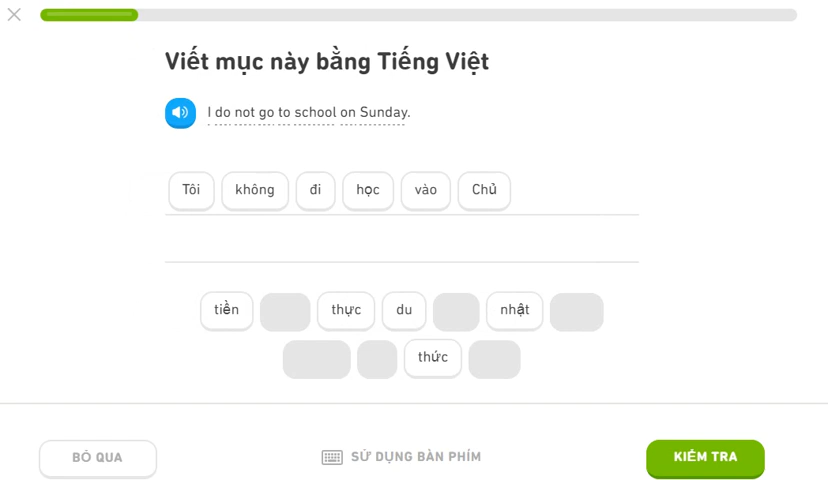 Viết mục này bằng Tiếng Việt
I do not go to school on Sunday.
Tôi không đi học vào Chủ
tiền thực du nhật
thức
BỎ QUA SỬ DỤNG BÀN PHÍM KIỂM TRA